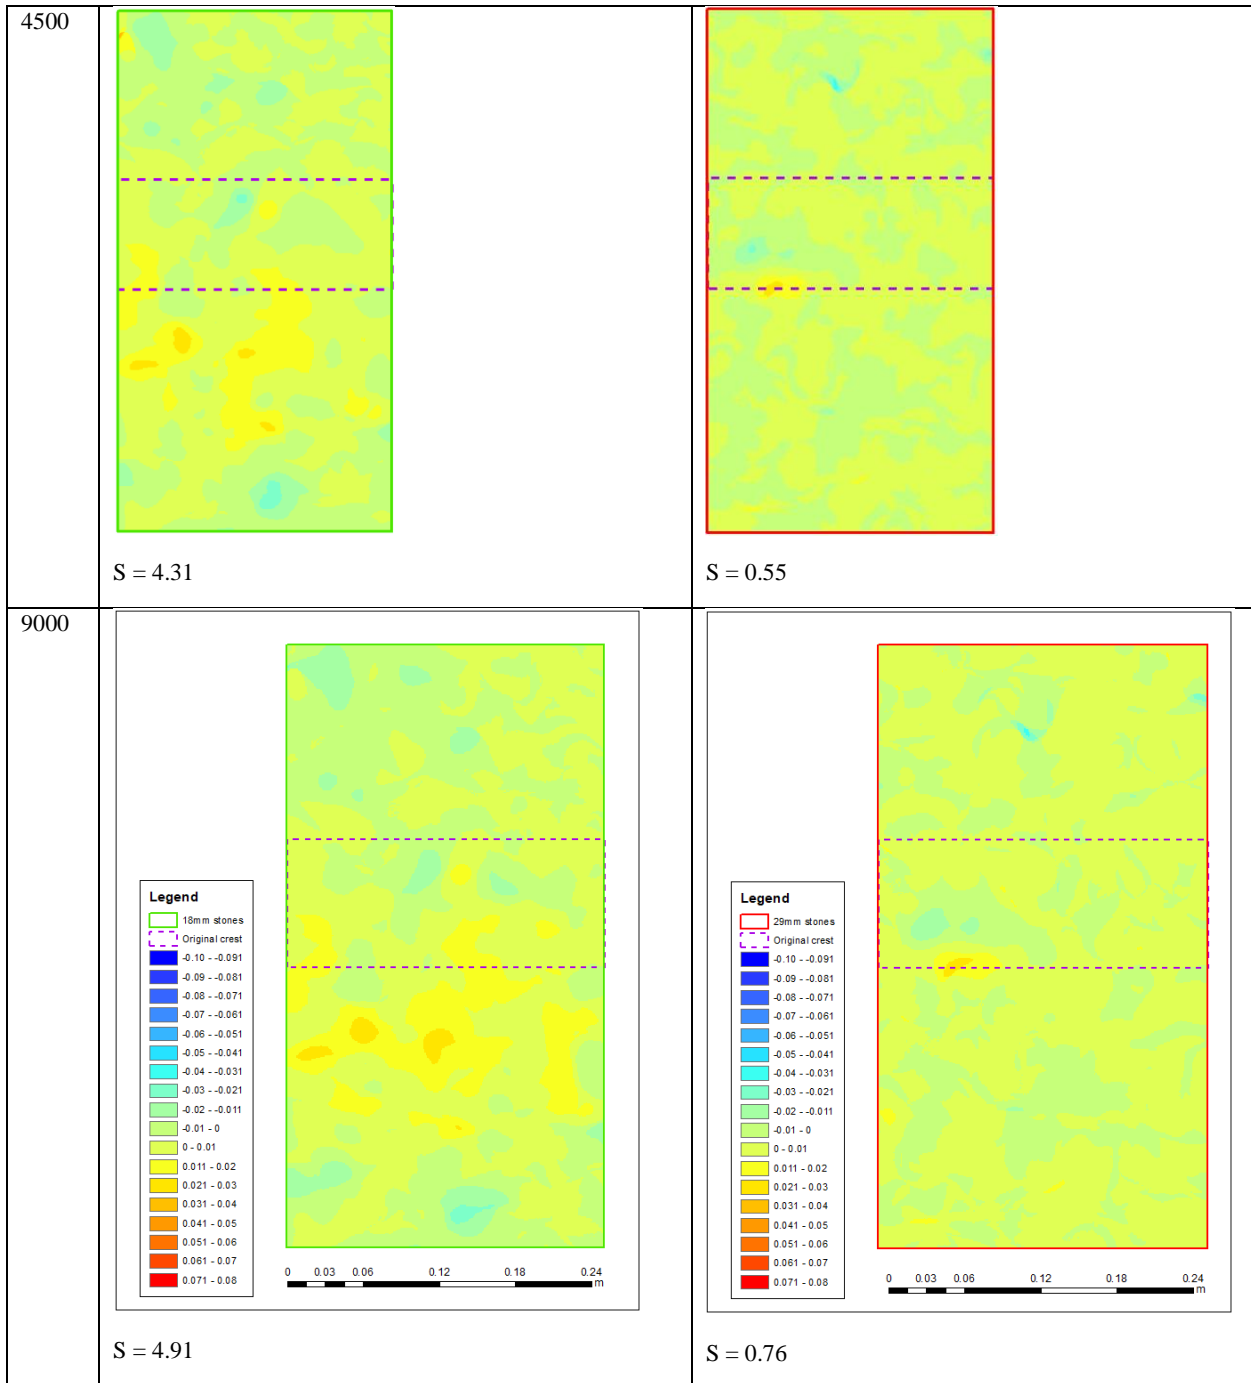 4500
S = 4.31
S = 0.55
9000
Legend
18mm stones
Original crest
-0.10 - -0.091
-0.09 - -0.081
-0.08 - -0.071
-0.07 - -0.061
-0.06 - -0.051
-0.05 - -0.041
-0.04 - -0.031
-0.03 - -0.021
-0.02 - -0.011
-0.01 - 0
0 - 0.01
0.011 - 0.02
0.021 - 0.03
0.031 - 0.04
0.041 - 0.05
0.051 - 0.06
0.061 - 0.07
0.071 - 0.08
0 0.03 0.06 0.12 0.18 0.24
m
S = 4.91
Legend
29mm stones
Original crest
-0.10 - -0.091
-0.09 - -0.081
-0.08 - -0.071
-0.07 - -0.061
-0.06 - -0.051
-0.05 - -0.041
-0.04 - -0.031
-0.03 - -0.021
-0.02 - -0.011
-0.01 - 0
0 - 0.01
0.011 - 0.02
0.021 - 0.03
0.031 - 0.04
0.041 - 0.05
0.051 - 0.06
0.061 - 0.07
0.071 - 0.08
0 0.03 0.06 0.12 0.18 0.24
m
S = 0.76